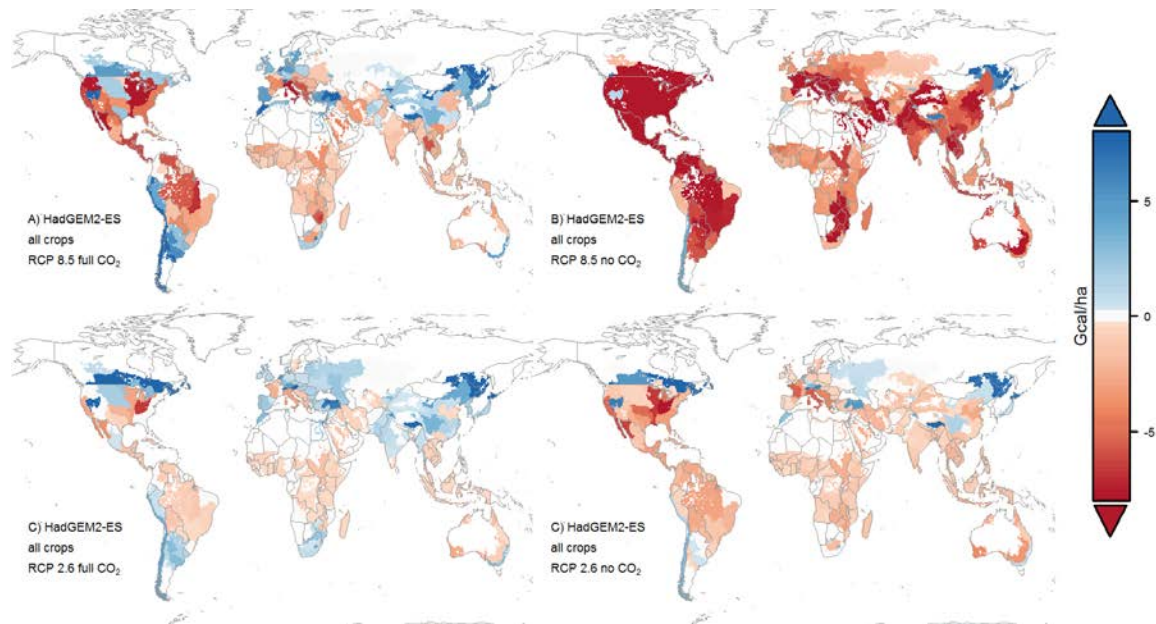 A) HadGEM2-ES
all crops
RCP 8.5 full CO₂
B) HadGEM2-ES
all crops
RCP 8.5 no CO₂
C) HadGEM2-ES
all crops
RCP 2.6 full CO₂
C) HadGEM2-ES
all crops
RCP 2.6 no CO₂
Gcal/ha
5
0
-5